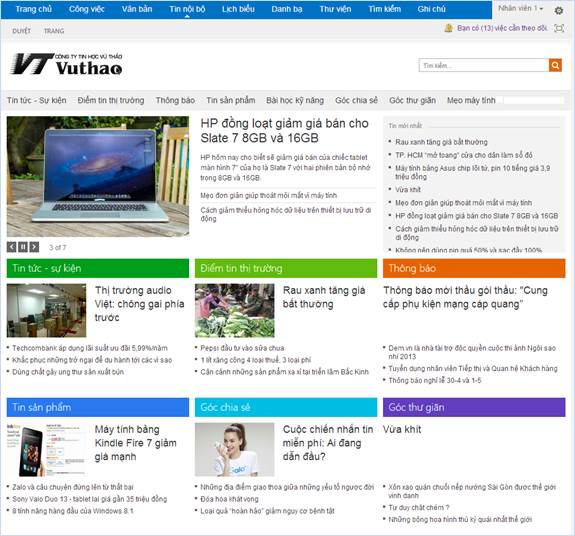 Trang chủ Công việc Văn bản Tin nội bộ Lịch biểu Danh bạ Thư viện Tìm kiếm Ghi chú Nhân viên 1
DUYỆT TRANG Bạn có (13) việc cần theo dõi.
CÔNG TY TIN HỌC VŨ THẢO
VT Vuthao
Tìm kiếm...
Tin tức - Sự kiện Điểm tin thị trường Thông báo Tin sản phẩm Bài học kỹ năng Góc chia sẻ Góc thư giãn Mẹo máy tính
HP đồng loạt giảm giá bán cho
Slate 7 8GB và 16GB
HP hôm nay cho biết sẽ giảm giá bán của chiếc tablet
màn hình 7" của họ là Slate 7 với hai phiên bản bộ nhớ
trong 8GB và 16GB.
Mẹo đơn giản giúp thoát môi mắt vì máy tính
Cách giảm thiểu hỏng hóc dữ liệu trên thiết bị lưu trữ di
động
3 of 7
Tin mới nhất
Rau xanh tăng giá bất thường
TP. HCM "mở toang" cửa cho dân làm sổ đỏ
Máy tính bảng Asus chip lõi tứ, pin 10 tiếng giá 3,9
triệu đồng
Vừa khít
Mẹo đơn giản giúp thoát môi mắt vì máy tính
HP đồng loạt giảm giá bán cho Slate 7 8GB và 16GB
Cách giảm thiểu hỏng hóc dữ liệu trên thiết bị lưu trữ di
động
Không nên dùng pin quá 50% và sạc đầy 100%
Tin tức - sự kiện
Thị trường audio
Việt: chông gai phía
trước
Techcombank áp dụng lãi suất ưu đãi 5,99%/năm
Khắc phục những trở ngại để du hành tới các vì sao
Dùng chất gây ung thư sản xuất bún
Điểm tin thị trường
Rau xanh tăng giá
bất thường
Pepsi đầu tư vào sữa chua
1 lít xăng cõng 4 loại thuế, 3 loại phí
Cận cảnh những sản phẩm xa xỉ tại triển lãm Bắc Kinh
Thông báo
Thông báo mời thầu gói thầu: "Cung
cấp phụ kiện mạng cáp quang"
Dem.vn là nhà tài trợ độc quyền cuộc thi ảnh Ngôi sao
nhí 2013
Tuyển dụng nhân viên Tiếp thị và Quan hệ Khách hàng
Thông báo nghỉ lễ 30-4 và 1-5
Tin sản phẩm
Máy tính bảng
Kindle Fire 7 giảm
giá mạnh
Zalo và câu chuyện đứng lên từ thất bại
Sony Vaio Duo 13 - tablet lai giá gần 35 triệu đồng
8 tính năng hàng đầu của Windows 8.1
Góc chia sẻ
Cuộc chiến nhắn tin
miễn phí: Ai đang
dẫn đầu?
Những địa điểm giao thoa giữa những yếu tố ngược đời
Đóa hóa khát vong
Loại quả "hoàn hảo" giảm nguy cơ bệnh tật
Góc thư giãn
Vừa khít
Xôn xao quán chuối nếp nướng Sài Gòn được thế giới
vinh danh
Tư duy chất chém ?
Những bông hoa hình thù kỳ quái nhất thế giới